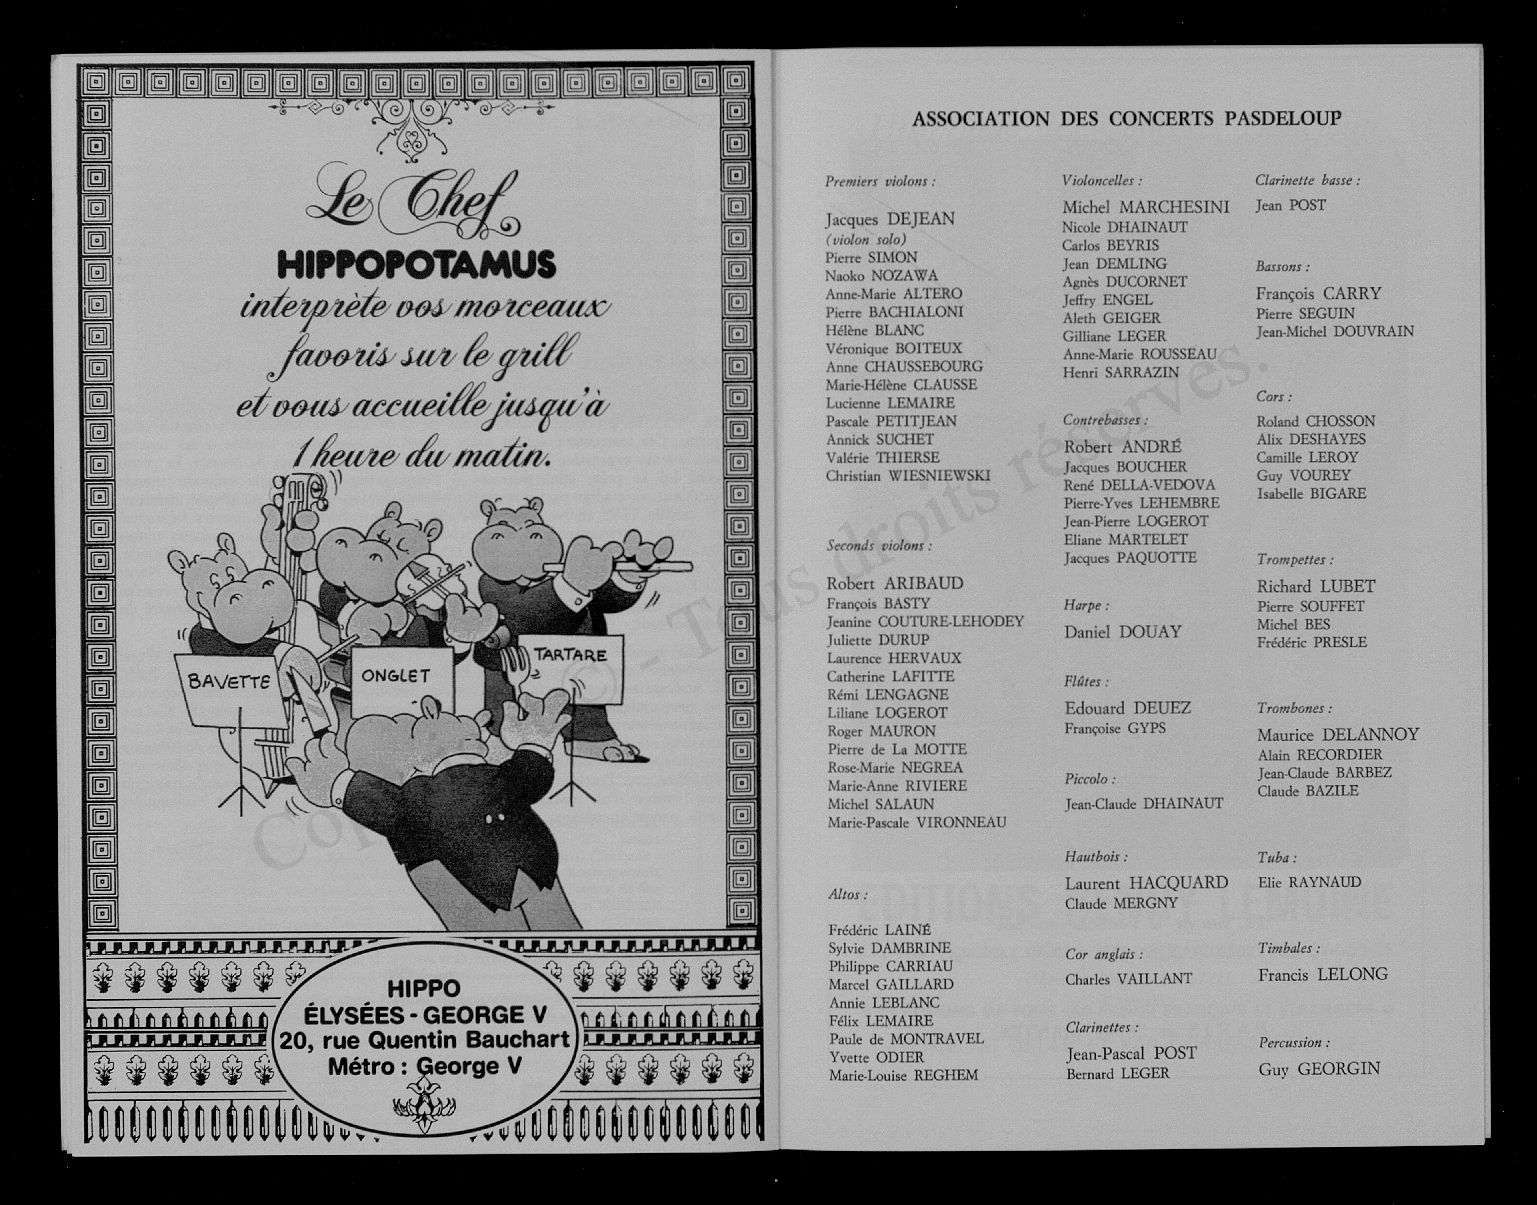 Le Chef
HIPPOPOTAMUS
interprète vos morceaux
favoris sur le grill
et vous accueille jusqu'à
1 heure du matin.
BAVETTE
ONGLET
TARTARE
HIPPO
ÉLYSÉES - GEORGE V
20, rue Quentin Bauchart
Métro : George V
ASSOCIATION DES CONCERTS PASDELOUP
Premiers violons :
Jacques DEJEAN
(violon solo)
Pierre SIMON
Naoko NOZAWA
Anne-Marie ALTERO
Pierre BACHIALONI
Hélène BLANC
Véronique BOITEUX
Anne CHAUSSEBOURG
Marie-Hélène CLAUSSE
Lucienne LEMAIRE
Pascale PETITJEAN
Annick SUCHET
Valérie THIERSE
Christian WIESNIEWSKI
Seconds violons :
Robert ARIBAUD
François BASTY
Jeanine COUTURE-LEHODEY
Juliette DURUP
Laurence HERVAUX
Catherine LAFITTE
Rémi LENGAGNE
Liliane LOGEROT
Roger MAURON
Pierre de La MOTTE
Rose-Marie NEGREA
Marie-Anne RIVIERE
Michel SALAUN
Marie-Pascale VIRONNEAU
Altos :
Frédéric LAINÉ
Sylvie DAMBRINE
Philippe CARRIAU
Marcel GAILLARD
Annie LEBLANC
Félix LEMAIRE
Paule de MONTRAVEL
Yvette ODIER
Marie-Louise REGHEM
Violoncelles :
Michel MARCHESINI
Nicole DHAINAUT
Carlos BEYRIS
Jean DEMLING
Agnès DUCORNET
Jeffry ENGEL
Aleth GEIGER
Gilliane LEGER
Anne-Marie ROUSSEAU
Henri SARRAZIN
Contrebasses :
Robert ANDRÉ
Jacques BOUCHER
René DELLA-VEDOVA
Pierre-Yves LEHEMBRE
Jean-Pierre LOGEROT
Eliane MARTELET
Jacques PAQUOTTE
Harpe :
Daniel DOUAY
Flûtes :
Edouard DEUEZ
Françoise GYPS
Piccolo :
Jean-Claude DHAINAUT
Hautbois :
Laurent HACQUARD
Claude MERGNY
Cor anglais :
Charles VAILLANT
Clarinettes :
Jean-Pascal POST
Bernard LEGER
Clarinette basse :
Jean POST
Bassons :
François CARRY
Pierre SEGUIN
Jean-Michel DOUVRAIN
Cors :
Roland CHOSSON
Alix DESHAYES
Camille LEROY
Guy VOUREY
Isabelle BIGARE
Trompettes :
Richard LUBET
Pierre SOUFFET
Michel BES
Frédéric PRESLE
Trombones :
Maurice DELANNOY
Alain RECORDIER
Jean-Claude BARBEZ
Claude BAZILE
Tuba :
Elie RAYNAUD
Timbales :
Francis LELONG
Percussion :
Guy GEORGIN
© - Tous droits réservés.